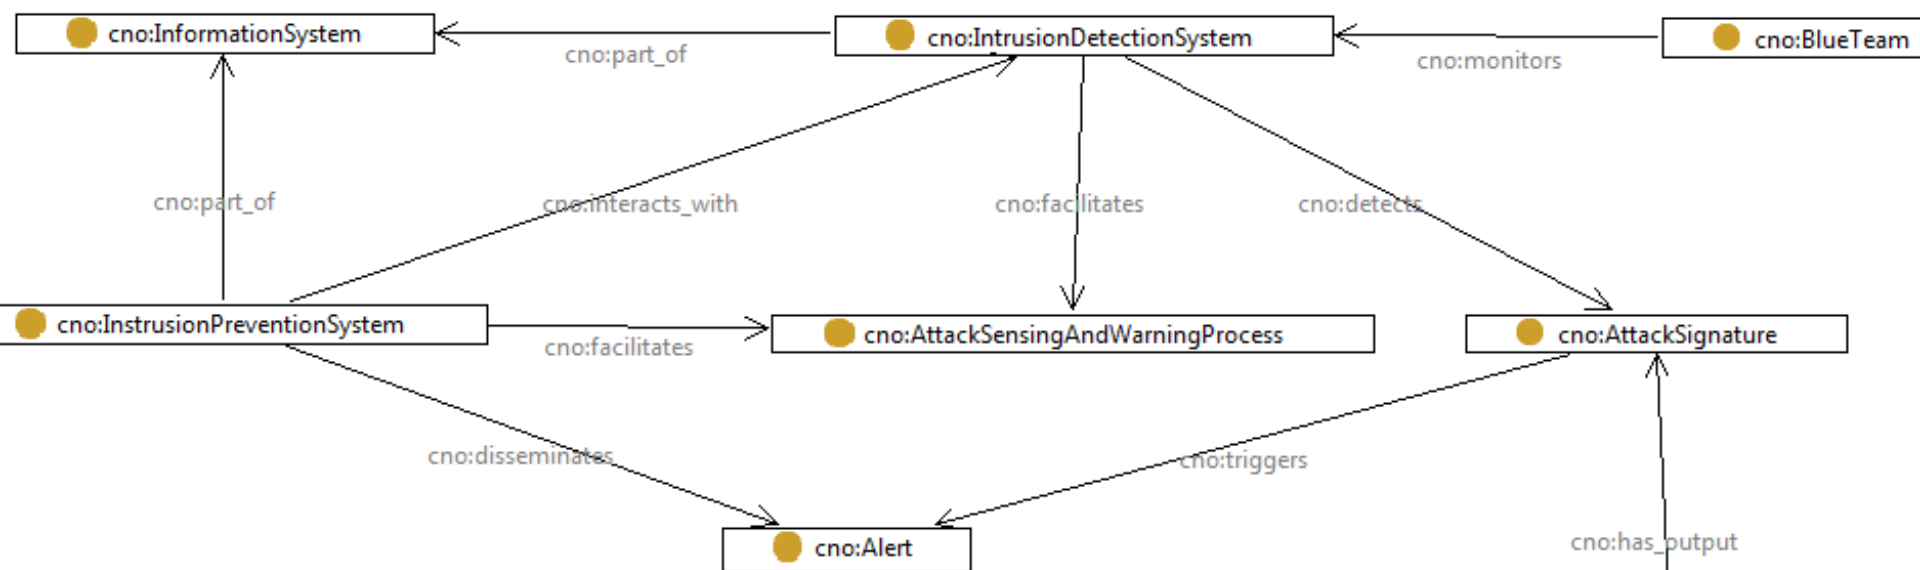 cno:InformationSystem
cno:IntrusionDetectionSystem
cno:BlueTeam
cno:part_of
cno:monitors
cno:part_of
cno:interacts_with
cno:facilitates
cno:detects
cno:InstrusionPreventionSystem
cno:facilitates
cno:AttackSensingAndWarningProcess
cno:AttackSignature
cno:disseminates
cno:triggers
cno:Alert
cno:has_output